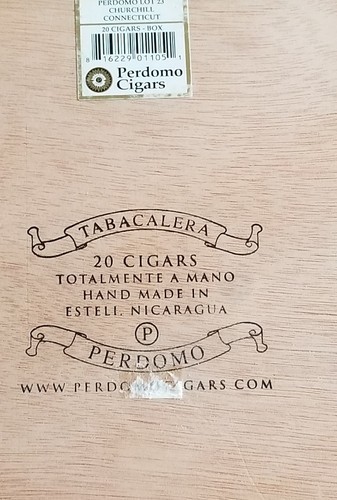 PERDOMO LOT 23
CHURCHILL
CONNECTICUT
20 CIGARS - BOX
8 16229 01105 1
Perdomo
Cigars
TABACALERA
20 CIGARS
TOTALMENTE A MANO
HAND MADE IN
ESTELI. NICARAGUA
P
PERDOMO
WWW.PERDO IGARS COM